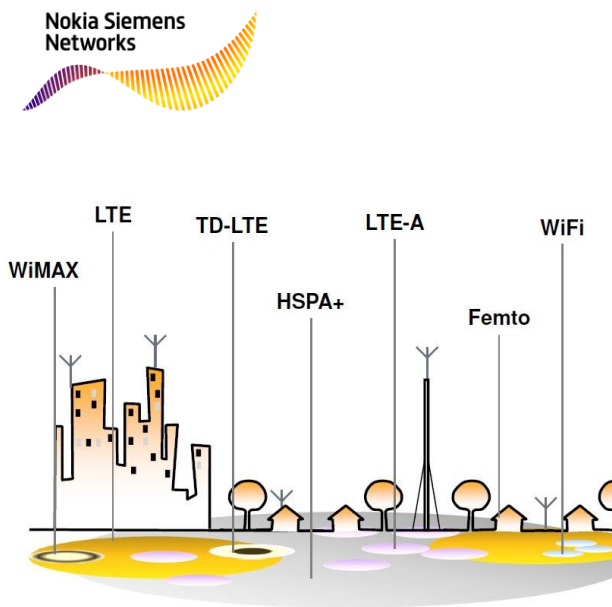 Nokia Siemens
Networks
LTE
TD-LTE
LTE-A
WiFi
WiMAX
HSPA+
Femto